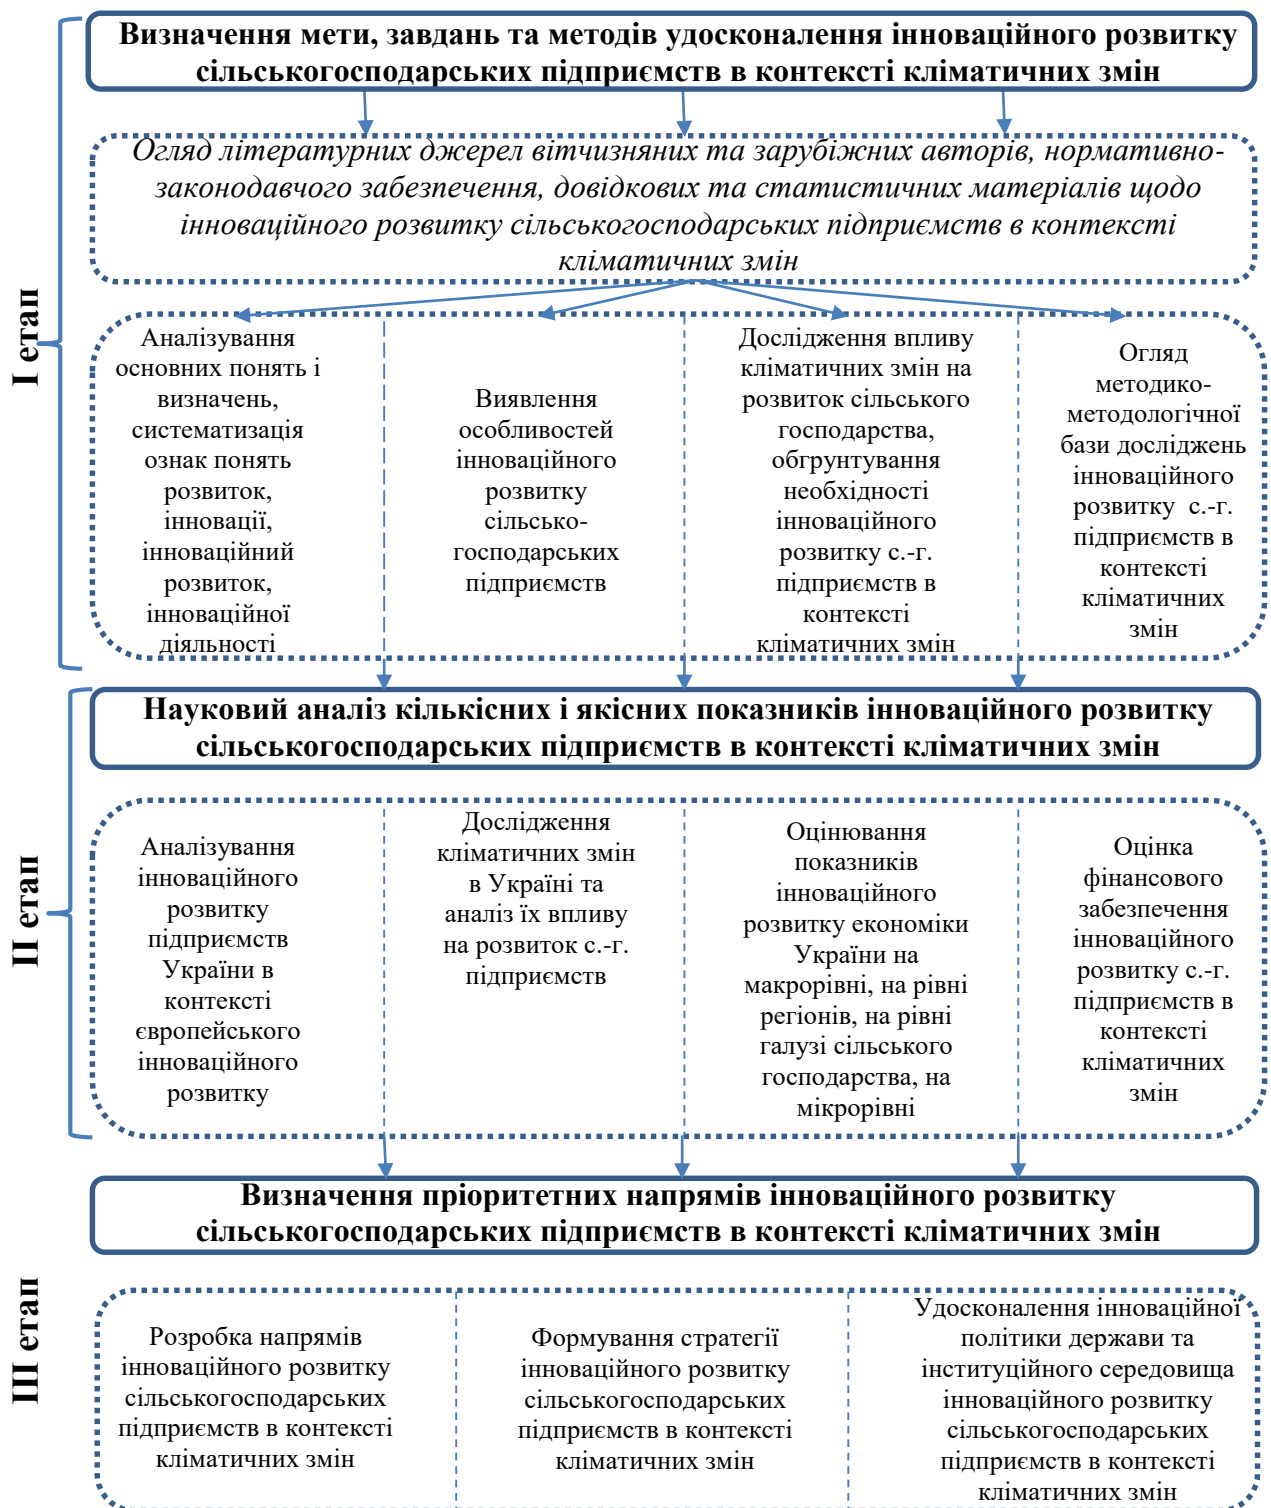 I етап
Визначення мети, завдань та методів удосконалення інноваційного розвитку
сільськогосподарських підприємств в контексті кліматичних змін
Огляд літературних джерел вітчизняних та зарубіжних авторів, нормативно-
законодавчого забезпечення, довідкових та статистичних матеріалів щодо
інноваційного розвитку сільськогосподарських підприємств в контексті
кліматичних змін
Аналізування
основних понять і
визначень,
систематизація
ознак понять
розвиток,
інновації,
інноваційний
розвиток,
інноваційної
діяльності
Виявлення
особливостей
інноваційного
розвитку
сільсько-
господарських
підприємств
Дослідження впливу
кліматичних змін на
розвиток сільського
господарства,
обгрунтування
необхідності
інноваційного
розвитку с.-г.
підприємств в
контексті
кліматичних змін
Огляд
методико-
методологічної
бази досліджень
інноваційного
розвитку с.-г.
підприємств в
контексті
кліматичних
змін
II етап
Науковий аналіз кількісних і якісних показників інноваційного розвитку
сільськогосподарських підприємств в контексті кліматичних змін
Аналізування
інноваційного
розвитку
підприємств
України в
контексті
європейського
інноваційного
розвитку
Дослідження
кліматичних змін
в Україні та
аналіз їх впливу
на розвиток с.-г.
підприємств
Оцінювання
показників
інноваційного
розвитку економіки
України на
макрорівні, на рівні
регіонів, на рівні
галузі сільського
господарства, на
мікрорівні
Оцінка
фінансового
забезпечення
інноваційного
розвитку с.-г.
підприємств в
контексті
кліматичних
змін
III етап
Визначення пріоритетних напрямів інноваційного розвитку
сільськогосподарських підприємств в контексті кліматичних змін
Розробка напрямів
інноваційного розвитку
сільськогосподарських
підприємств в контексті
кліматичних змін
Формування стратегії
інноваційного розвитку
сільськогосподарських
підприємств в контексті
кліматичних змін
Удосконалення інноваційної
політики держави та
інституційного середовища
інноваційного розвитку
сільськогосподарських
підприємств в контексті
кліматичних змін